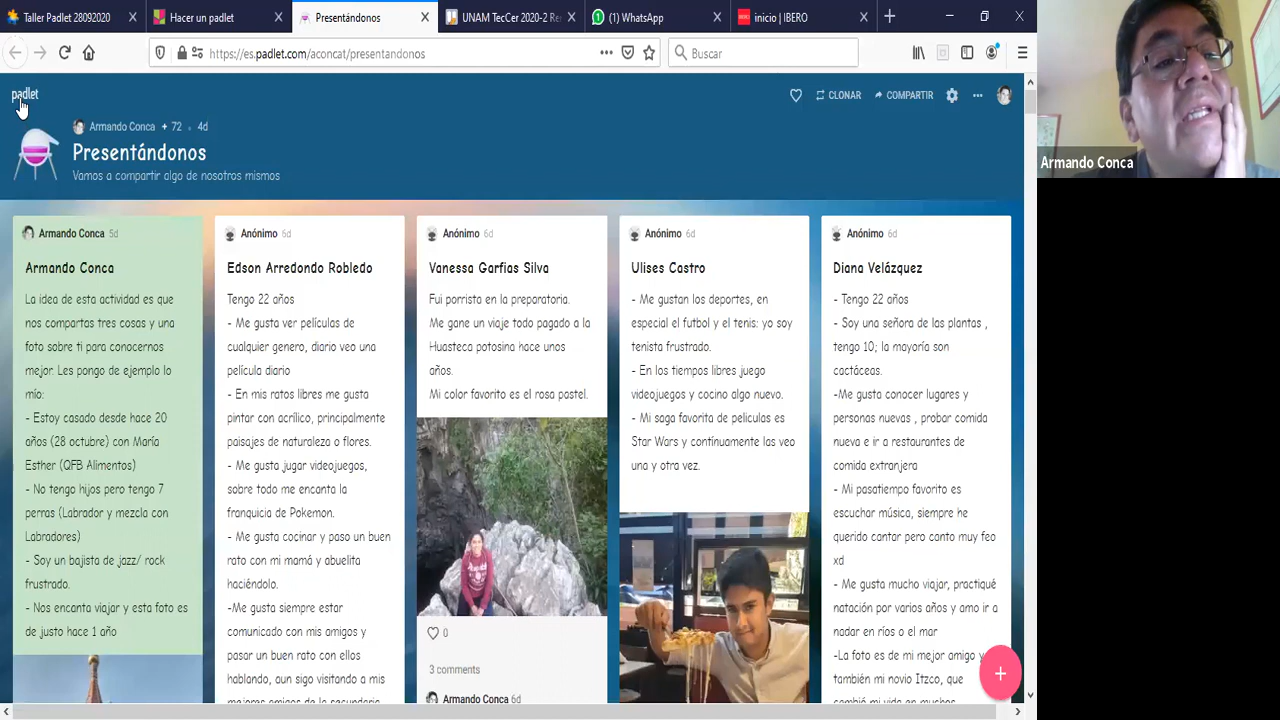 Taller Padlet 28092020
Hacer un padlet
Presentándonos
UNAM TecCer 2020-2 Re
(1) WhatsApp
inicio | IBERO
https://es.padlet.com/aconcat/presentandonos
Buscar
padlet
CLONAR
COMPARTIR
Armando Conca + 72 . 4d
Presentándonos
Vamos a compartir algo de nosotros mismos
Armando Conca
Armando Conca 5d
Armando Conca
La idea de esta actividad es que
nos compartas tres cosas y una
foto sobre ti para conocernos
mejor. Les pongo de ejemplo lo
mío:
- Estoy casado desde hace 20
años (28 octubre) con María
Esther (QFB Alimentos)
- No tengo hijos pero tengo 7
perras (Labrador y mezcla con
Labradores)
- Soy un bajista de jazz/ rock
frustrado.
- Nos encanta viajar y esta foto es
de justo hace 1 año
Anónimo 6d
Edson Arredondo Robledo
Tengo 22 años
- Me gusta ver películas de
cualquier genero, diario veo una
película diario
- En mis ratos libres me gusta
pintar con acrílico, principalmente
paisajes de naturaleza o flores.
- Me gusta jugar videojuegos,
sobre todo me encanta la
franquicia de Pokemon.
- Me gusta cocinar y paso un buen
rato con mi mamá y abuelita
haciéndolo.
-Me gusta siempre estar
comunicado con mis amigos y
pasar un buen rato con ellos
hablando, aun sigo visitando a mis
mejores amigos de la secundaria
Anónimo 6d
Vanessa Garfias Silva
Fui porrista en la preparatoria.
Me gane un viaje todo pagado a la
Huasteca potosina hace unos
años.
Mi color favorito es el rosa pastel.
0
3 comments
Armando Conca 6d
Anónimo 6d
Ulises Castro
- Me gustan los deportes, en
especial el futbol y el tenis: yo soy
tenista frustrado.
- En los tiempos libres juego
videojuegos y cocino algo nuevo.
- Mi saga favorita de peliculas es
Star Wars y contínuamente las veo
una y otra vez.
Anónimo 6d
Diana Velázquez
- Tengo 22 años
- Soy una señora de las plantas ,
tengo 10; la mayoría son
cactáceas.
-Me gusta conocer lugares y
personas nuevas , probar comida
nueva e ir a restaurantes de
comida extranjera
- Mi pasatiempo favorito es
escuchar música, siempre he
querido cantar pero canto muy feo
xd
- Me gusta mucho viajar, practiqué
natación por varios años y amo ir a
nadar en ríos o el mar
-La foto es de mi mejor amigo y
también mi novio Itzco, que
cambió mi vida en muchos